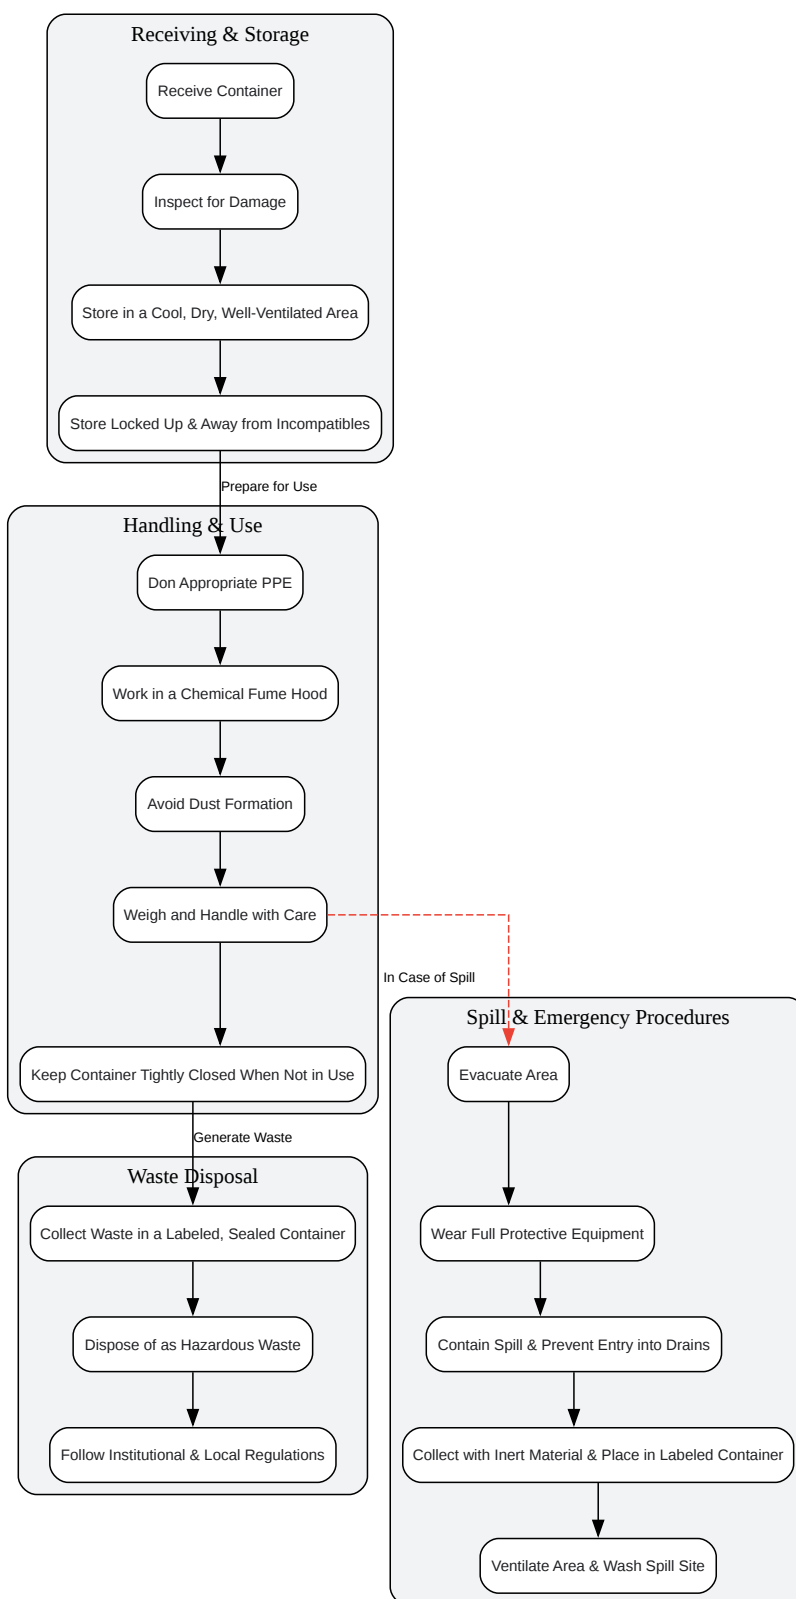 Receiving & Storage
Receive Container
Inspect for Damage
Store in a Cool, Dry, Well-Ventilated Area
Store Locked Up & Away from Incompatibles
Prepare for Use
Handling & Use
Don Appropriate PPE
Work in a Chemical Fume Hood
Avoid Dust Formation
Weigh and Handle with Care
In Case of Spill
Spill & Emergency Procedures
Evacuate Area
Keep Container Tightly Closed When Not in Use
Generate Waste
Waste Disposal
Collect Waste in a Labeled, Sealed Container
Wear Full Protective Equipment
Dispose of as Hazardous Waste
Contain Spill & Prevent Entry into Drains
Follow Institutional & Local Regulations
Collect with Inert Material & Place in Labeled Container
Ventilate Area & Wash Spill Site